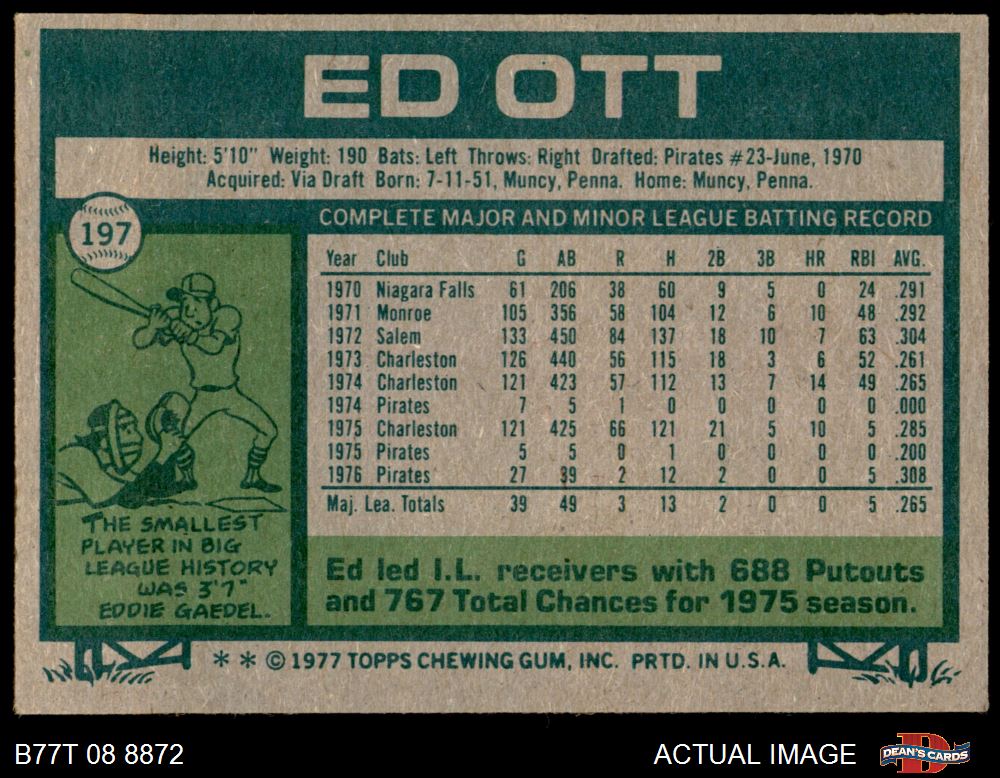 ED OTT
Height: 5'10" Weight: 190 Bats: Left Throws: Right Drafted: Pirates #23-June, 1970
Acquired: Via Draft Born: 7-11-51, Muncy, Penna. Home: Muncy, Penna.
197
COMPLETE MAJOR AND MINOR LEAGUE BATTING RECORD
Year Club G AB R H 2B 3B HR RBI AVG.
1970 Niagara Falls 61 206 38 60 9 5 0 24 .291
1971 Monroe 105 356 58 104 12 6 10 48 .292
1972 Salem 133 450 84 137 18 10 7 63 .304
1973 Charleston 126 440 56 115 18 3 6 52 .261
1974 Charleston 121 423 57 112 13 7 14 49 .265
1974 Pirates 7 5 1 0 0 0 0 0 .000
1975 Charleston 121 425 66 121 21 5 10 5 .285
1975 Pirates 5 5 0 1 0 0 0 0 .200
1976 Pirates 27 39 2 12 2 0 0 5 .308
Maj. Lea. Totals 39 49 3 13 2 0 0 5 .265
THE SMALLEST
PLAYER IN BIG
LEAGUE HISTORY
WAS 3'7"
EDDIE GAEDEL.
Ed led I.L. receivers with 688 Putouts
and 767 Total Chances for 1975 season.
* * © 1977 TOPPS CHEWING GUM, INC. PRTD. IN U.S.A.
B77T 08 8872
ACTUAL IMAGE
D
DEAN'S CARDS